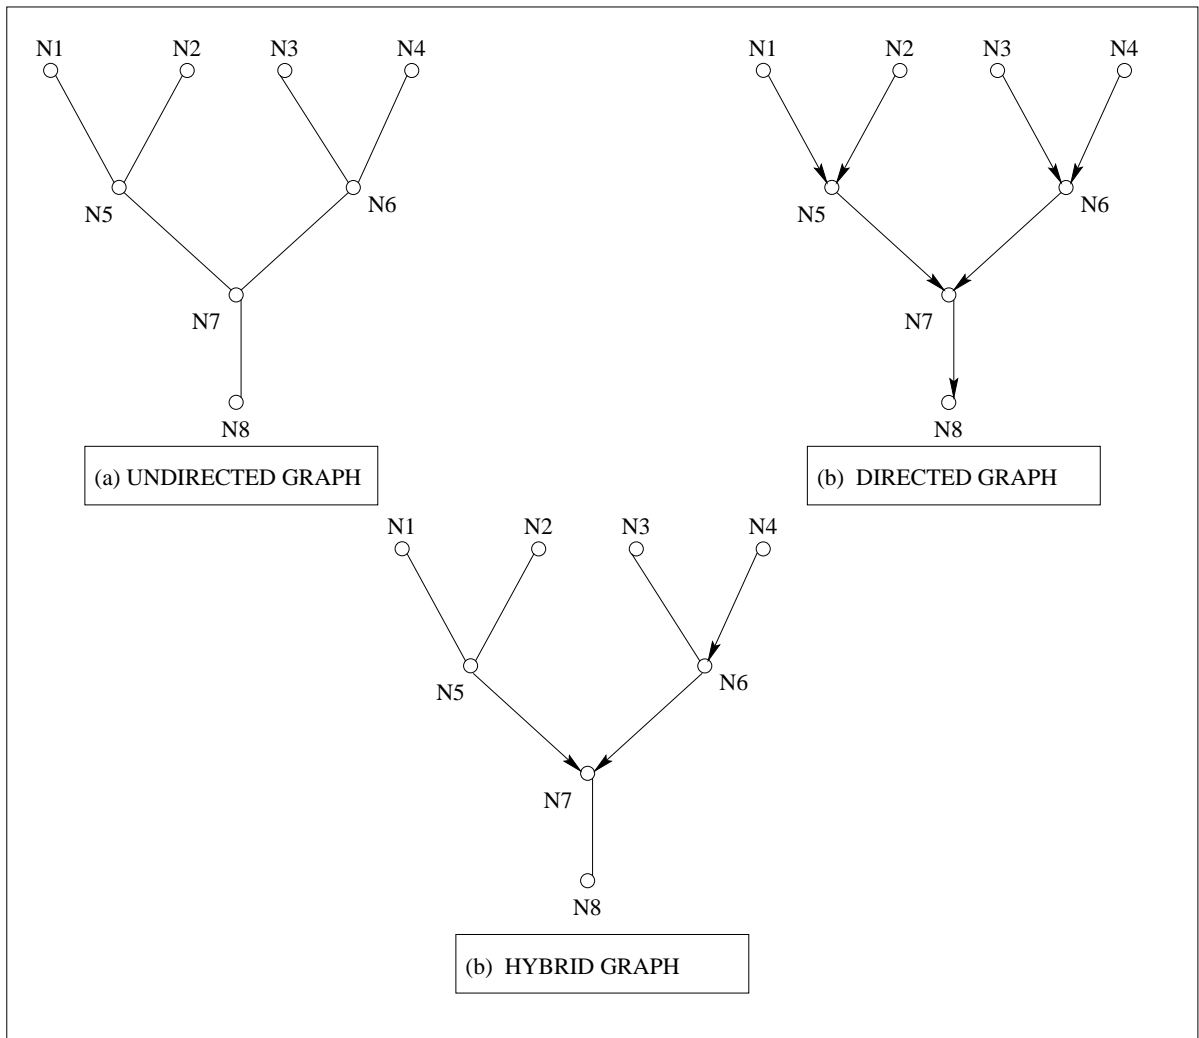 N1 N2 N3 N4
N5 N6
N7
N8
(a) UNDIRECTED GRAPH
N1 N2 N3 N4
N5 N6
N7
N8
(b) DIRECTED GRAPH
N1 N2 N3 N4
N5 N6
N7
N8
(b) HYBRID GRAPH